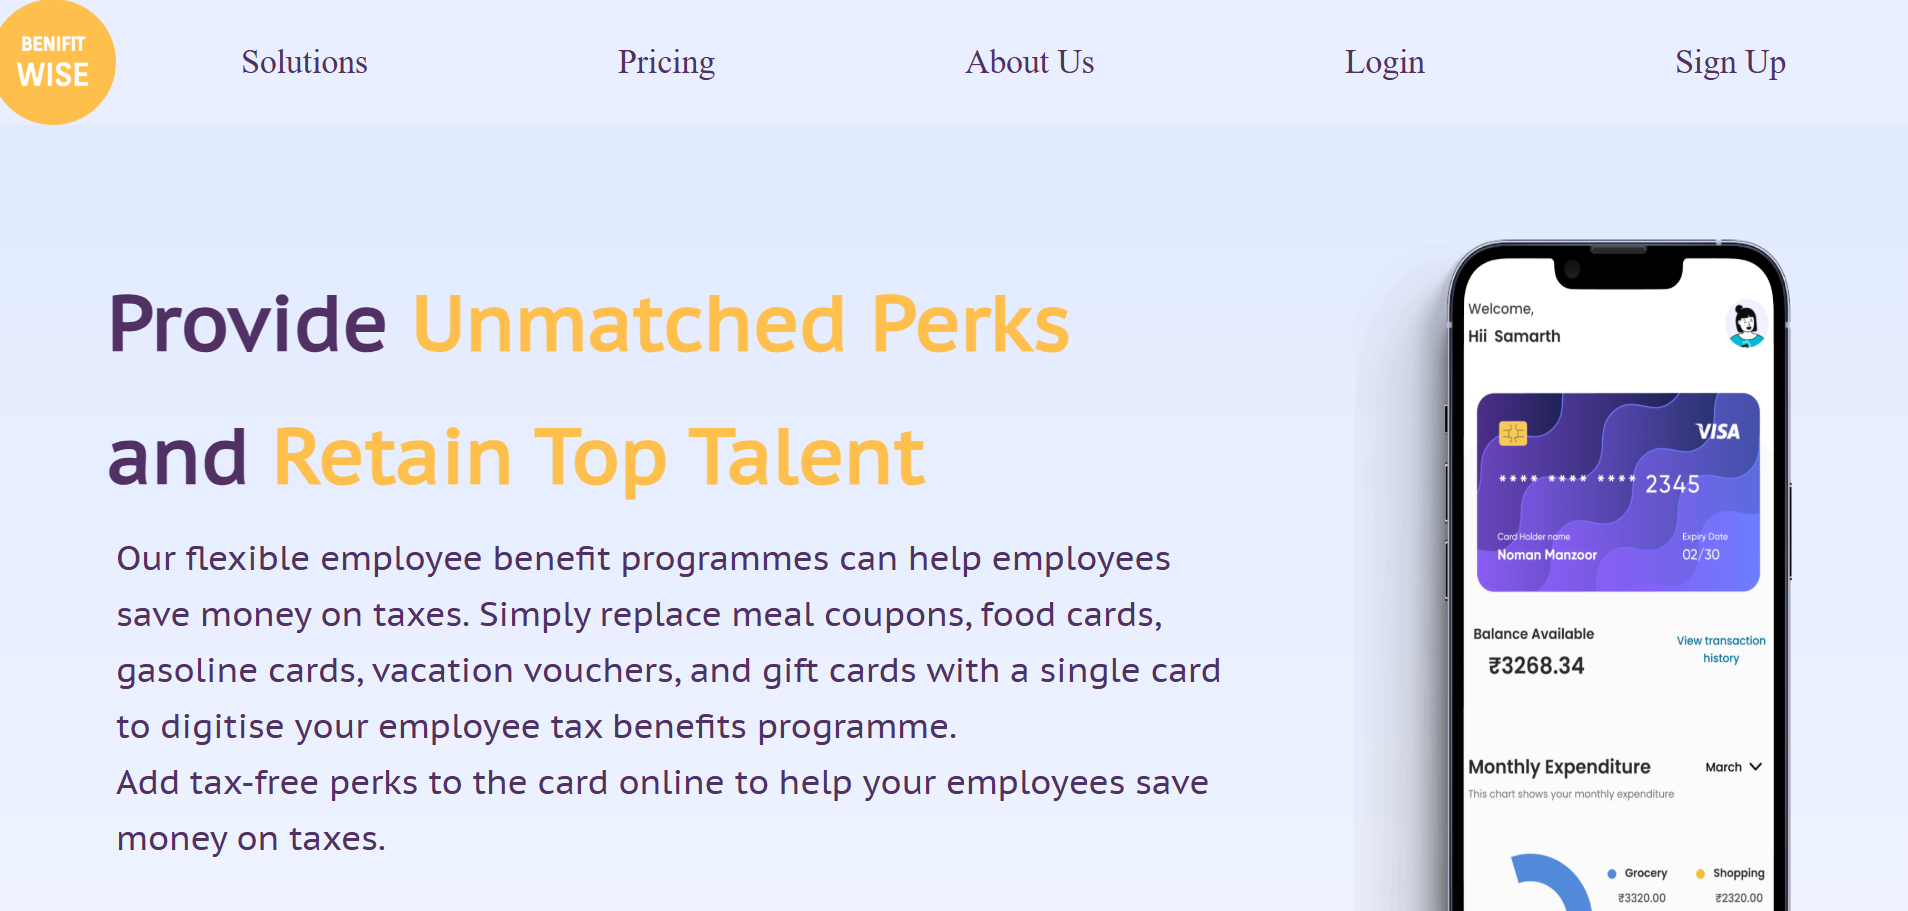 BENIFIT
WISE
Solutions
Pricing
About Us
Login
Sign Up
Provide Unmatched Perks
and Retain Top Talent
Our flexible employee benefit programmes can help employees
save money on taxes. Simply replace meal coupons, food cards,
gasoline cards, vacation vouchers, and gift cards with a single card
to digitise your employee tax benefits programme.
Add tax-free perks to the card online to help your employees save
money on taxes.
Welcome,
Hii Samarth
VISA
**** **** **** 2345
Card Holder name
Expiry Date
Noman Manzoor
02/30
Balance Available
₹3268.34
View transaction
history
Monthly Expenditure
March
This chart shows your monthly expenditure
Grocery
Shopping
₹3320.00
₹2320.00